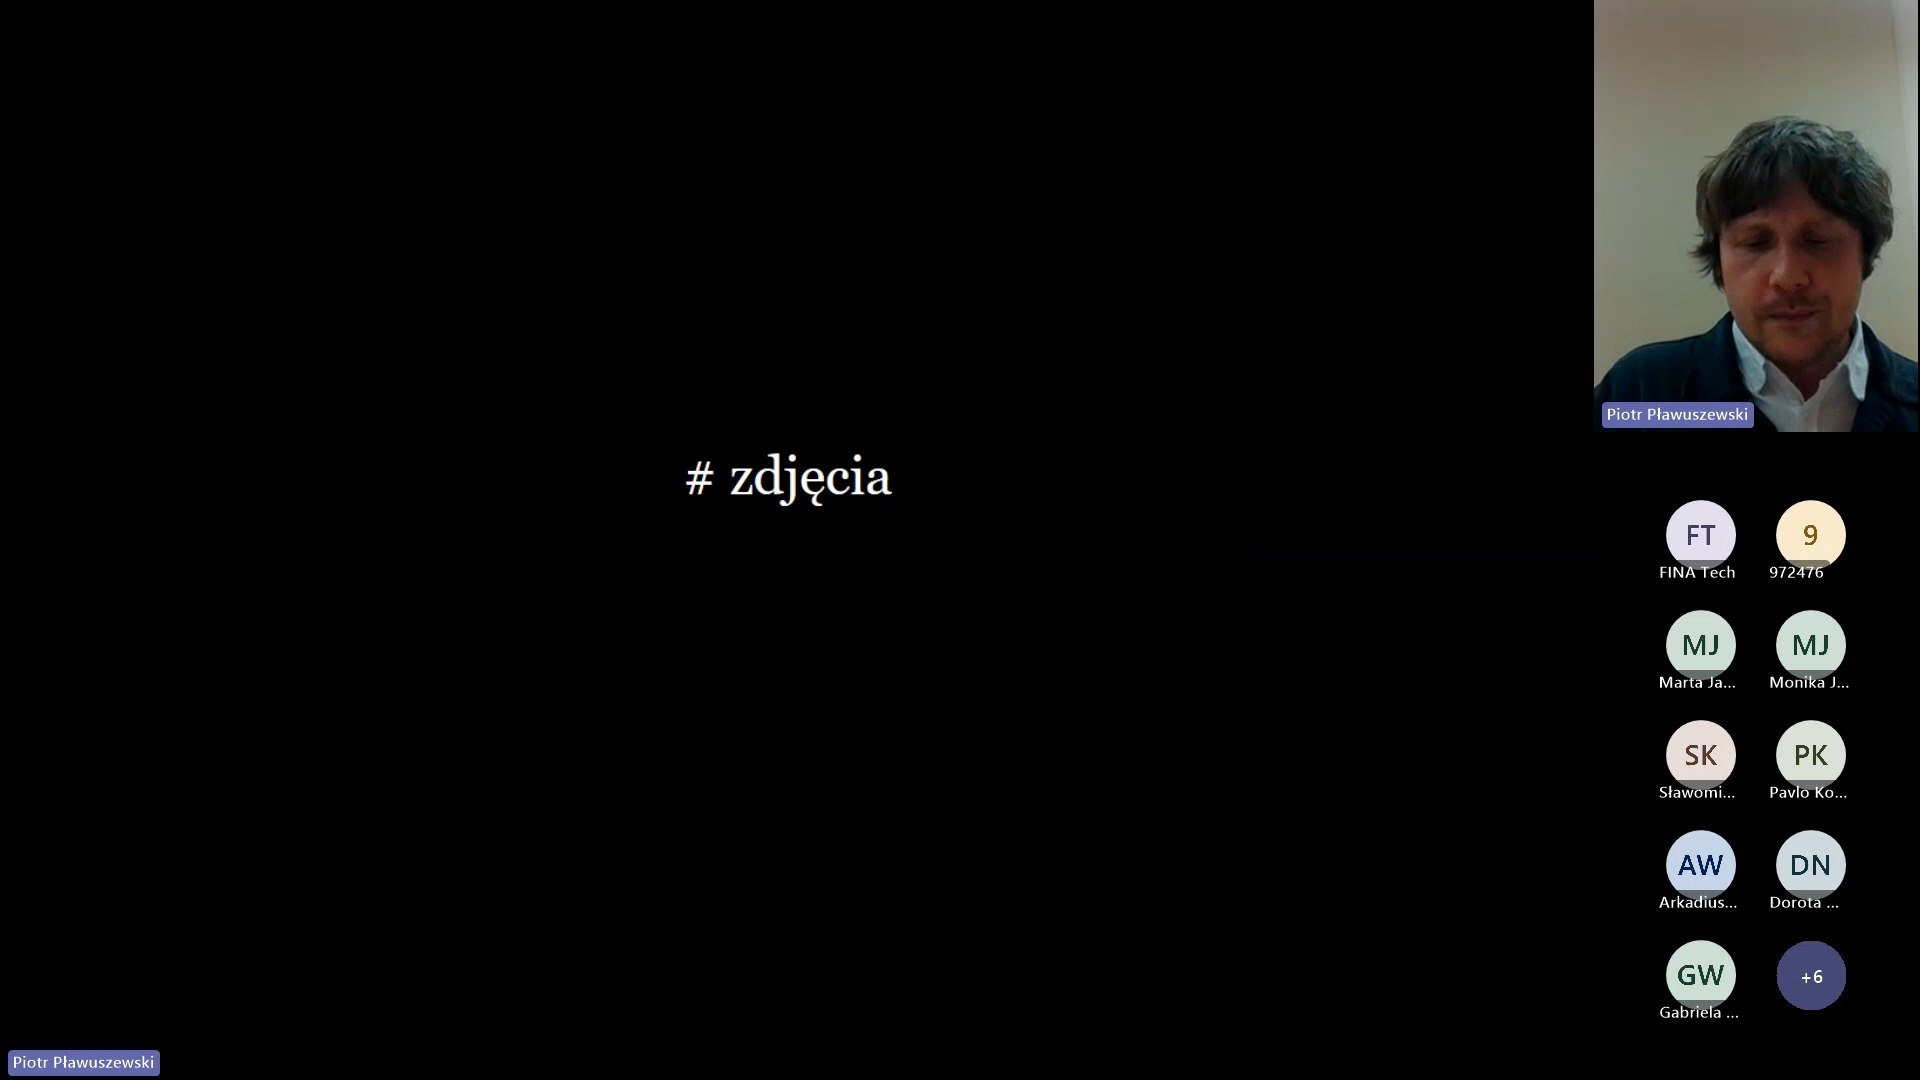 # zdjęcia
Piotr Pławuszewski
FT
9
FINA Tech
972476
MJ
MJ
Marta Ja...
Monika J...
SK
PK
Sławomi...
Pavlo Ko...
AW
DN
Arkadius...
Dorota ...
GW
+6
Gabriela ...
Piotr Pławuszewski